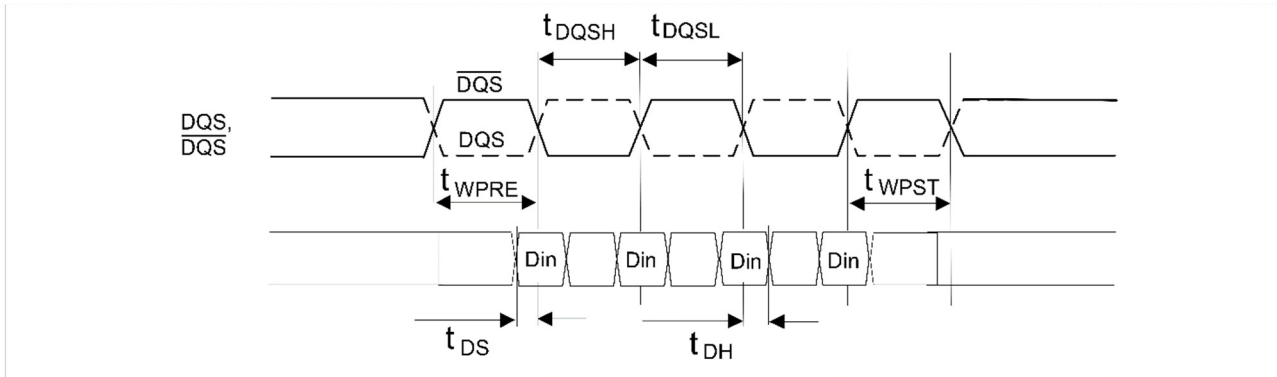 tDQSH tDQSL
DQS
DQS,
DQS
DQS
tWPRE tWPST
Din Din Din Din
tDS tDH